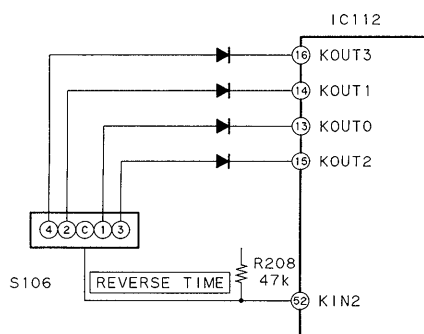 IC112
16 KOUT3
14 KOUT1
13 KOUT0
15 KOUT2
4 2 C 1 3
S106 REVERSE TIME R208
47k
52 KIN2